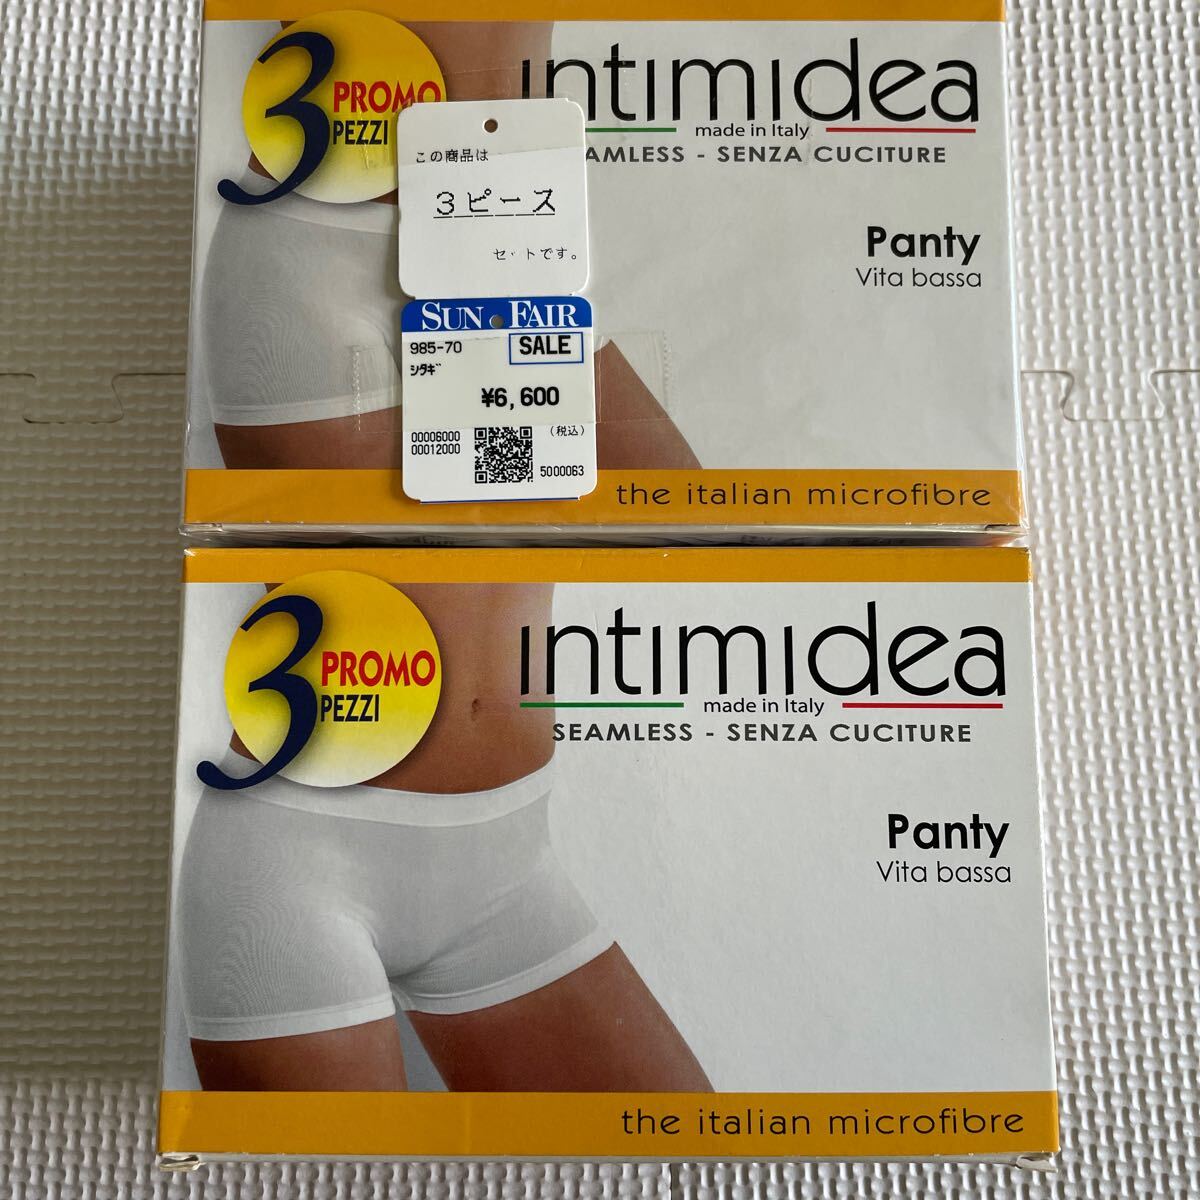 3 PROMO
PEZZI
intimidea
made in Italy
AMLESS - SENZA CUCITURE
Panty
Vita bassa
この商品は
3ピース
セットです。
SUN FAIR
985-70
SALE
シタギ
¥6,600
(税込)
00006000
00012000
5000063
the italian microfibre
3 PROMO
PEZZI
intimidea
made in Italy
SEAMLESS - SENZA CUCITURE
Panty
Vita bassa
the italian microfibre